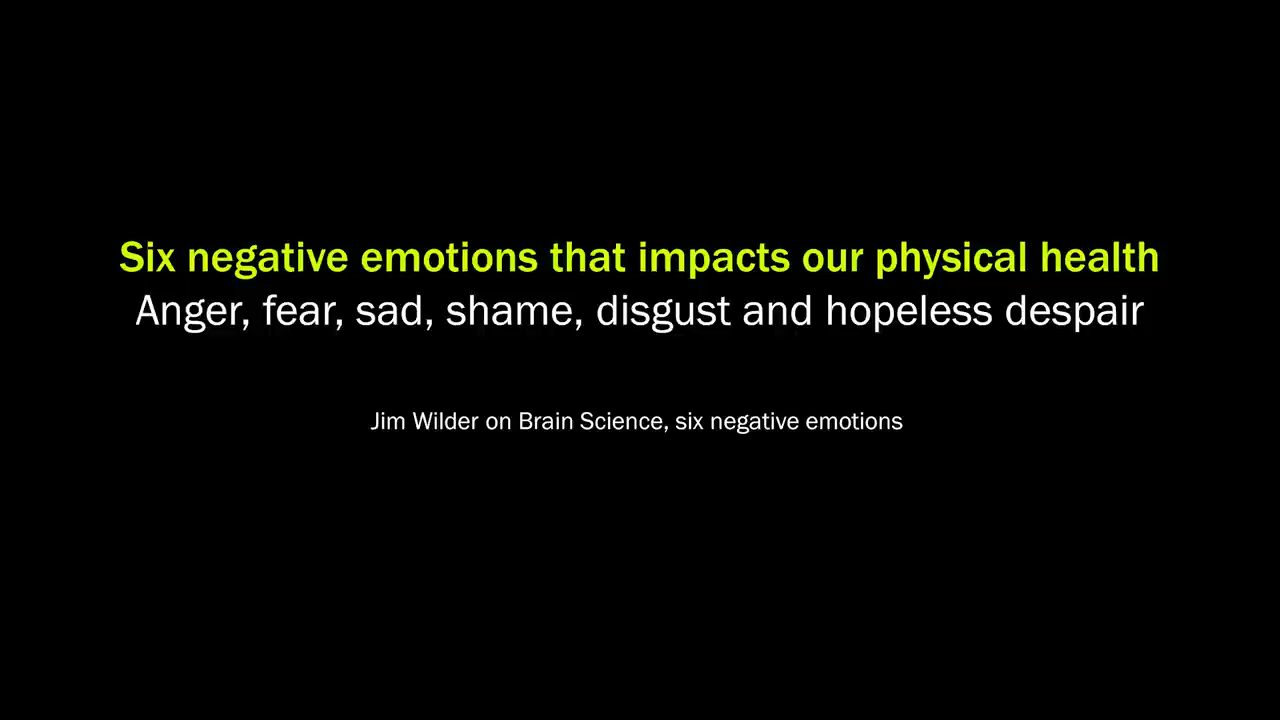 Six negative emotions that impacts our physical health
Anger, fear, sad, shame, disgust and hopeless despair
Jim Wilder on Brain Science, six negative emotions